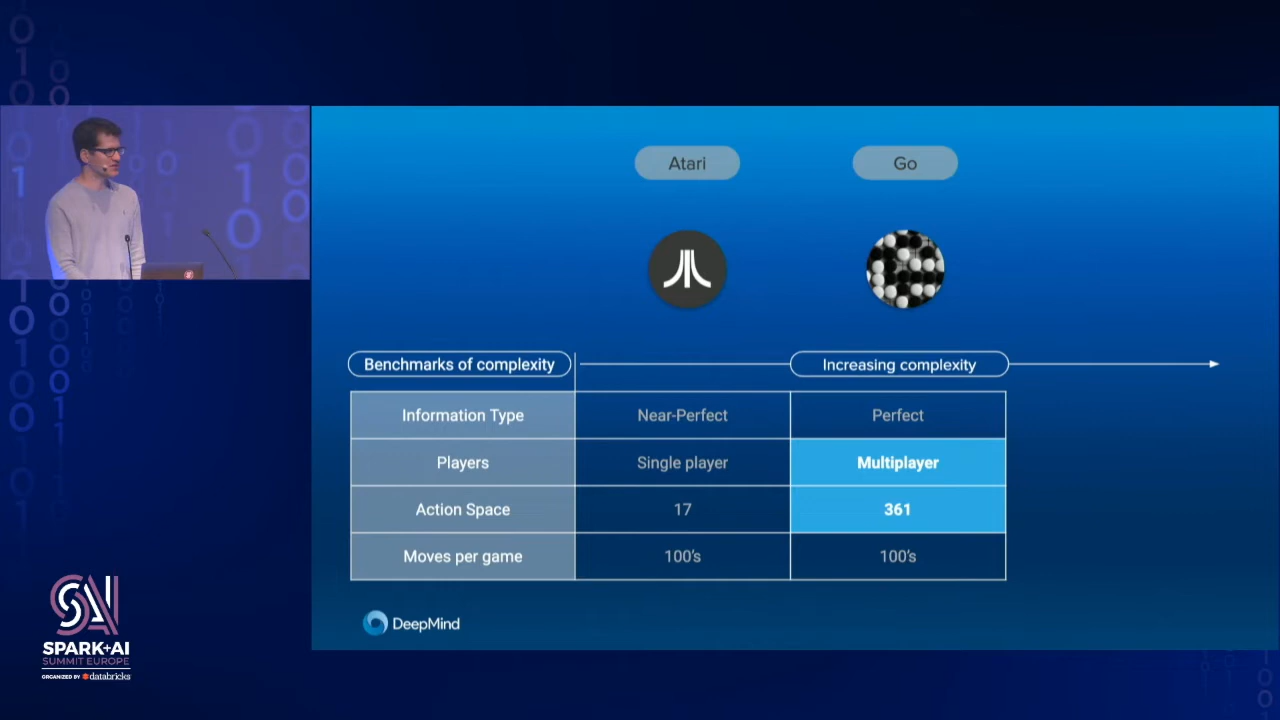 Atari
Go
Benchmarks of complexity
Increasing complexity
Information Type
Near-Perfect
Perfect
Players
Single player
Multiplayer
Action Space
17
361
Moves per game
100's
100's
DeepMind
SAI
SPARK+AI
SUMMIT EUROPE
ORGANIZED BY databricks